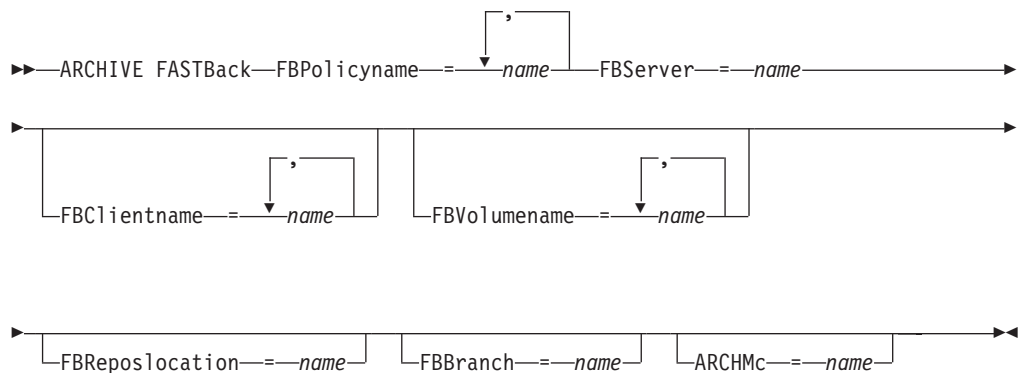 ,
ARCHIVE FASTBack FBPolicyname = name FBServer = name
, ,
FBClientname = name FBVolumename = name
FBReposlocation = name FBBranch = name ARCHMc = name